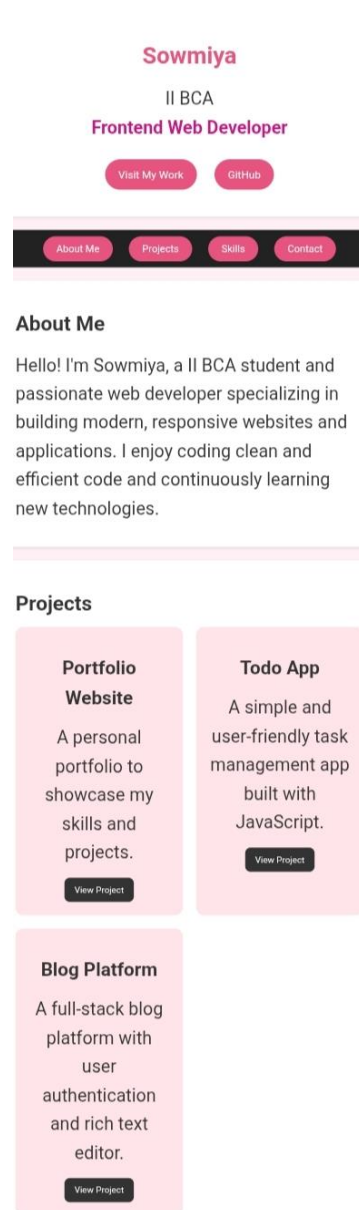 Sowmiya
II BCA
Frontend Web Developer
Visit My Work
GitHub
About Me
Projects
Skills
Contact
About Me
Hello! I'm Sowmiya, a II BCA student and
passionate web developer specializing in
building modern, responsive websites and
applications. I enjoy coding clean and
efficient code and continuously learning
new technologies.
Projects
Portfolio
Website
A personal
portfolio to
showcase my
skills and
projects.
View Project
Todo App
A simple and
user-friendly task
management app
built with
JavaScript.
View Project
Blog Platform
A full-stack blog
platform with
user
authentication
and rich text
editor.
View Project